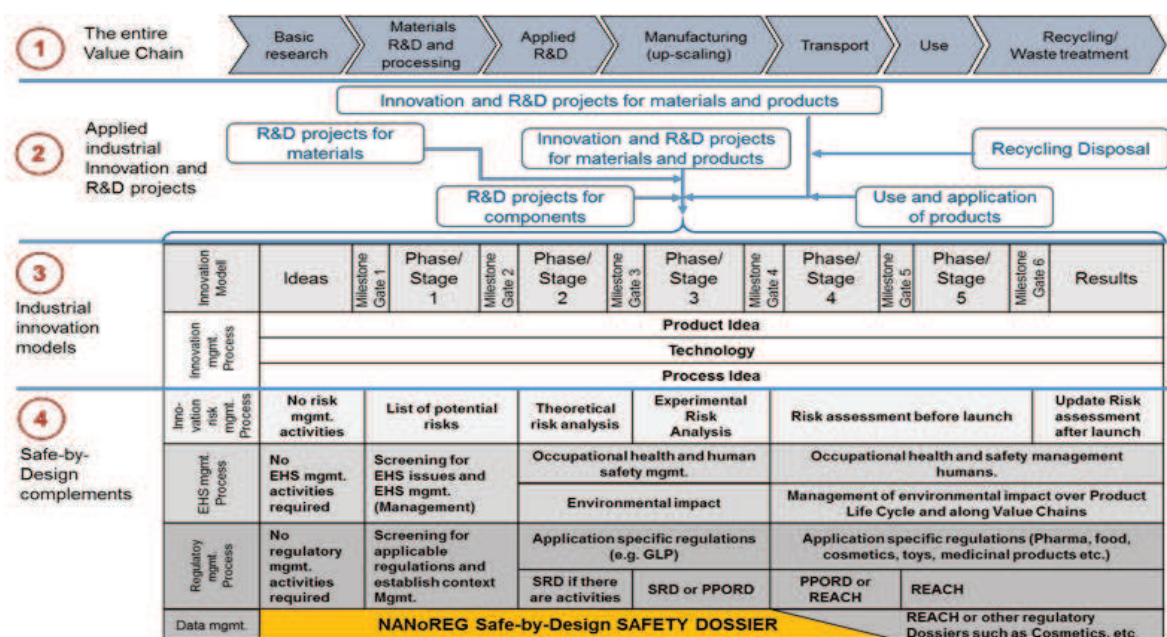 1
The entire
Value Chain
Basic
research
Materials
R&D and
processing
Applied
R&D
Manufacturing
(up-scaling)
Transport
Use
Recycling/
Waste treatment
Innovation and R&D projects for materials and products
2
Applied
industrial
Innovation and
R&D projects
R&D projects for
materials
Innovation and R&D projects
for materials and products
Recycling Disposal
R&D projects for
components
Use and application
of products
3
Industrial
innovation
models
Innovation
Modell
Ideas
Milestone
Gate 1
Phase/
Stage
1
Milestone
Gate 2
Phase/
Stage
2
Milestone
Gate 3
Phase/
Stage
3
Milestone
Gate 4
Phase/
Stage
4
Milestone
Gate 5
Phase/
Stage
5
Milestone
Gate 6
Results
Innovation
mgmt.
Process
Product Idea
Technology
Process Idea
4
Safe-by-
Design
complements
Inno-
vation
risk
mgmt.
Process
No risk
mgmt.
activities
List of potential
risks
Theoretical
risk analysis
Experimental
Risk
Analysis
Risk assessment before launch
Update Risk
assessment
after launch
EHS mgmt.
Process
No
EHS mgmt.
activities
required
Screening for
EHS issues and
EHS mgmt.
(Management)
Occupational health and human
safety mgmt.
Occupational health and safety management
humans.
Environmental impact
Management of environmental impact over Product
Life Cycle and along Value Chains
Regulatoy
mgmt.
Process
No
regulatory
mgmt.
activities
required
Screening for
applicable
regulations and
establish context
Mgmt.
Application specific regulations
(e.g. GLP)
Application specific regulations (Pharma, food,
cosmetics, toys, medicinal products etc.)
SRD if there
are activities
SRD or PPORD
PPORD or
REACH
REACH
Data mgmt.
NANoREG Safe-by-Design SAFETY DOSSIER
REACH or other regulatory
Dossiers such as Cosmetics, etc